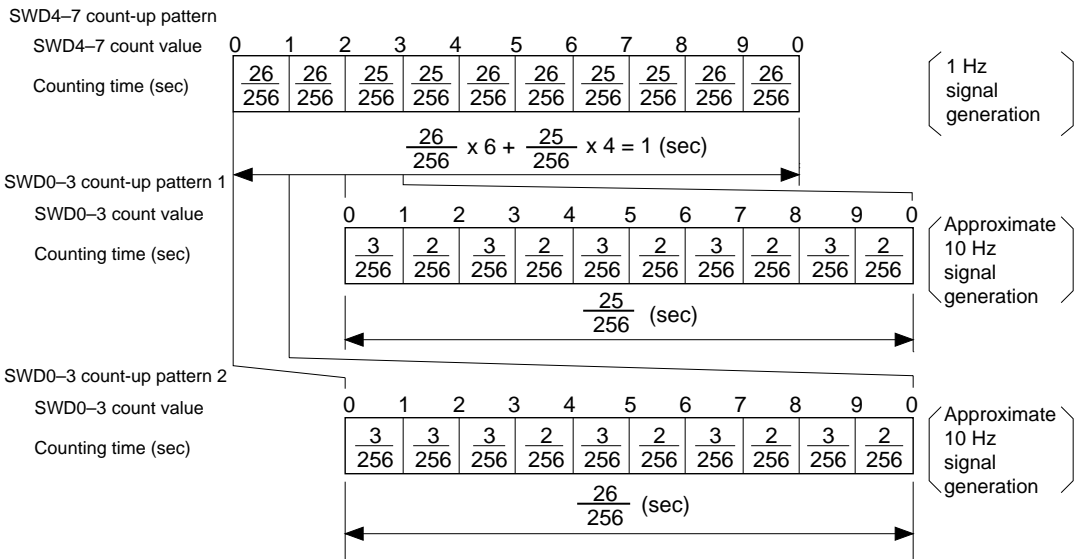 SWD4–7 count-up pattern
SWD4–7 count value 0 1 2 3 4 5 6 7 8 9 0
Counting time (sec) 26/256 26/256 25/256 25/256 26/256 26/256 25/256 25/256 26/256 26/256
1 Hz
signal
generation
26/256 x 6 + 25/256 x 4 = 1 (sec)
SWD0–3 count-up pattern 1
SWD0–3 count value 0 1 2 3 4 5 6 7 8 9 0
Counting time (sec) 3/256 2/256 3/256 2/256 3/256 2/256 3/256 2/256 3/256 2/256
Approximate
10 Hz
signal
generation
25/256 (sec)
SWD0–3 count-up pattern 2
SWD0–3 count value 0 1 2 3 4 5 6 7 8 9 0
Counting time (sec) 3/256 3/256 3/256 2/256 3/256 2/256 3/256 2/256 3/256 2/256
Approximate
10 Hz
signal
generation
26/256 (sec)